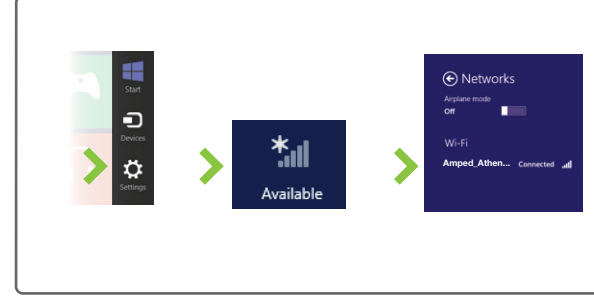 Start
Devices
Settings
Available
Networks
Airplane mode
Off
Wi-Fi
Amped_Athen... Connected